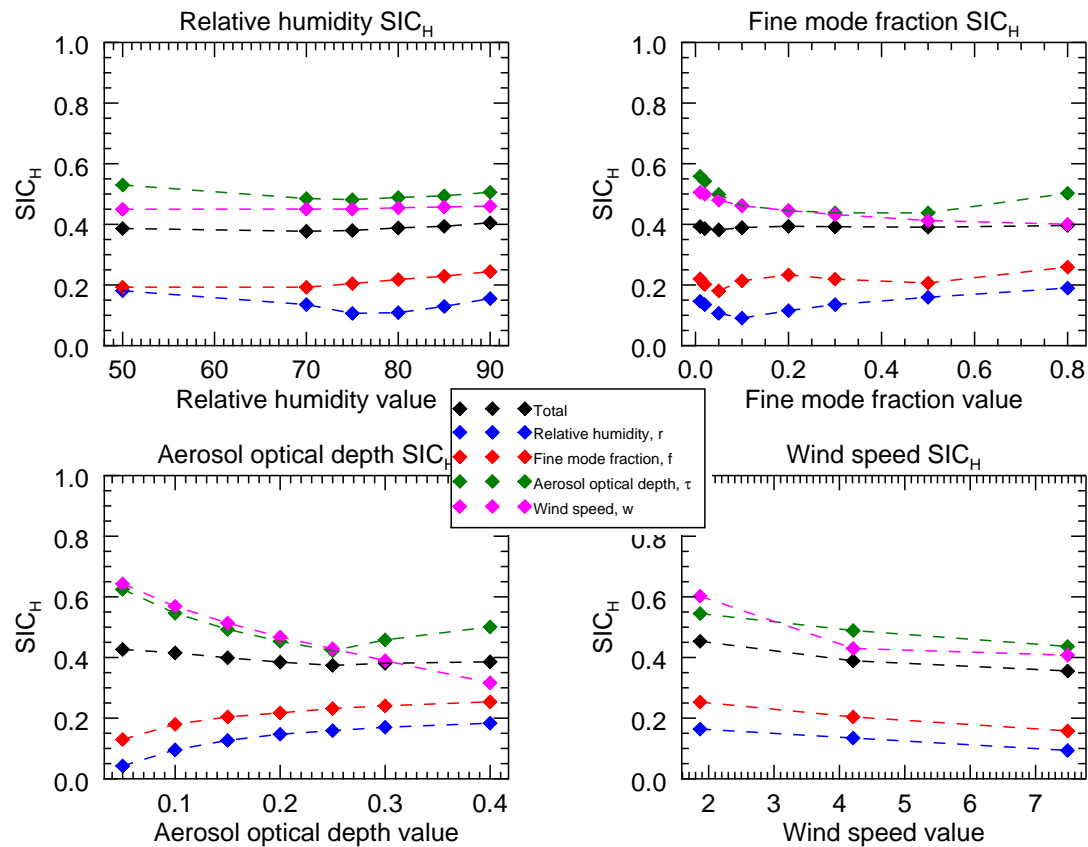 Relative humidity SIC_H
1.0
0.8
0.6
0.4
0.2
0.0
SIC_H
50 60 70 80 90
Relative humidity value
Fine mode fraction SIC_H
1.0
0.8
0.6
0.4
0.2
0.0
SIC_H
0.0 0.2 0.4 0.6 0.8
Fine mode fraction value
Total
Relative humidity, r
Fine mode fraction, f
Aerosol optical depth, τ
Wind speed, w
Aerosol optical depth SIC_H
1.0
0.8
0.6
0.4
0.2
0.0
SIC_H
0.1 0.2 0.3 0.4
Aerosol optical depth value
Wind speed SIC_H
1.0
0.8
0.6
0.4
0.2
0.0
SIC_H
2 3 4 5 6 7
Wind speed value